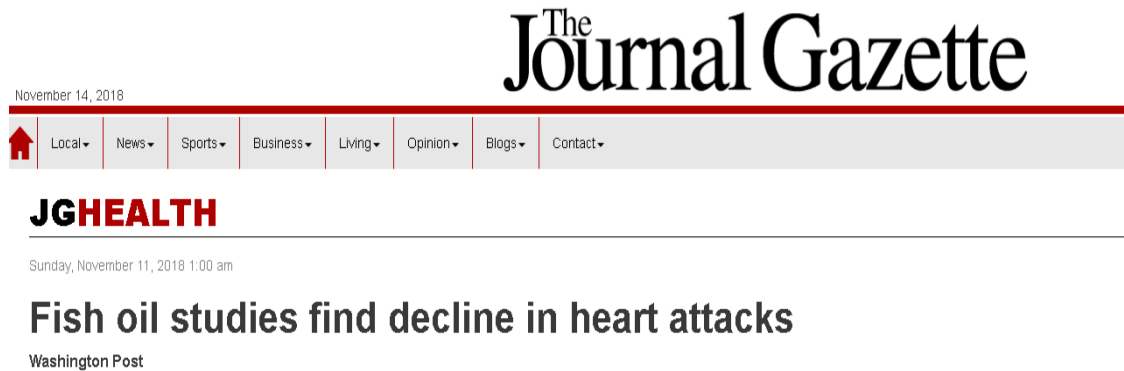 The
Journal Gazette
November 14, 2018
Local News Sports Business Living Opinion Blogs Contact
JGHEALTH
Sunday, November 11, 2018 1:00 am
Fish oil studies find decline in heart attacks
Washington Post